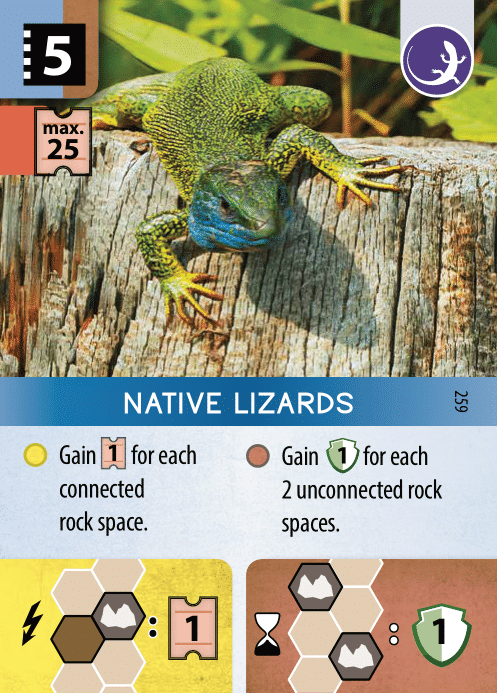 5
max.
25
NATIVE LIZARDS
259
Gain 1 for each
connected
rock space.
Gain 1 for each
2 unconnected rock
spaces.
: 1
: 1